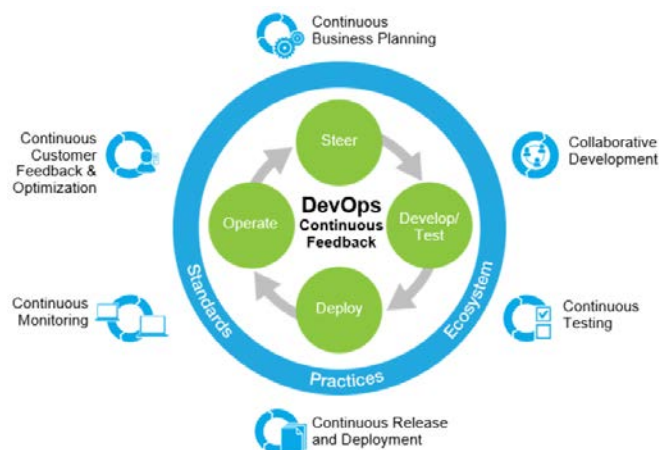 Continuous
Business Planning
Continuous
Customer
Feedback &
Optimization
Collaborative
Development
Steer
Operate
DevOps
Continuous
Feedback
Develop/
Test
Deploy
Continuous
Monitoring
Continuous
Testing
Standards
Practices
Ecosystem
Continuous Release
and Deployment